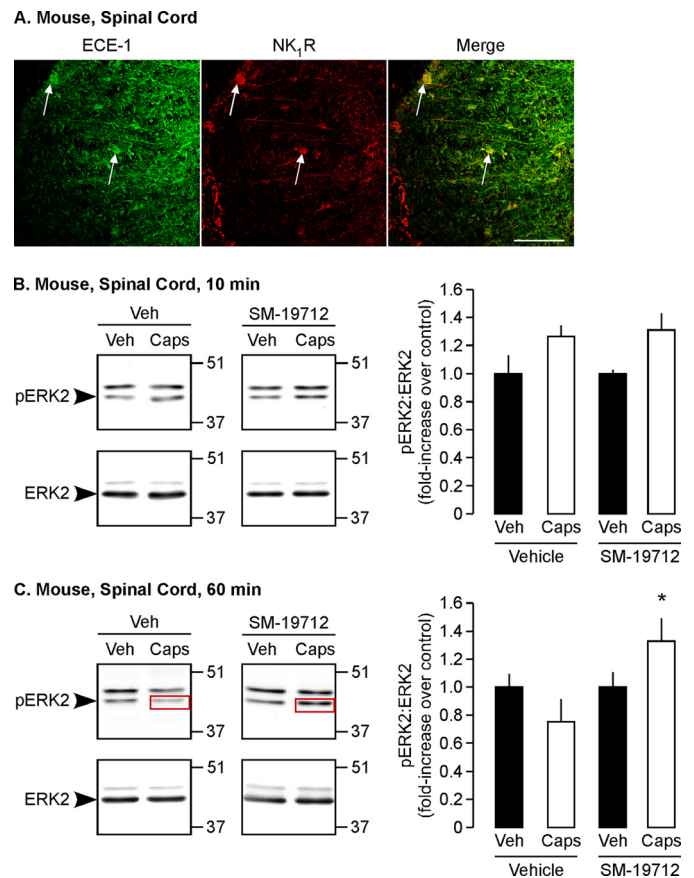 A. Mouse, Spinal Cord
ECE-1 NK1R Merge
B. Mouse, Spinal Cord, 10 min
Veh SM-19712
Veh Caps Veh Caps
51 51
pERK2
37 37
51 51
ERK2
37 37
pERK2:ERK2
(fold-increase over control)
1.6
1.4
1.2
1.0
0.8
0.6
0.4
0.2
0
Veh Caps Veh Caps
Vehicle SM-19712
C. Mouse, Spinal Cord, 60 min
Veh SM-19712
Veh Caps Veh Caps
51 51
pERK2
37 37
51 51
ERK2
37 37
pERK2:ERK2
(fold-increase over control)
1.6
1.4
1.2
1.0
0.8
0.6
0.4
0.2
0
*
Veh Caps Veh Caps
Vehicle SM-19712